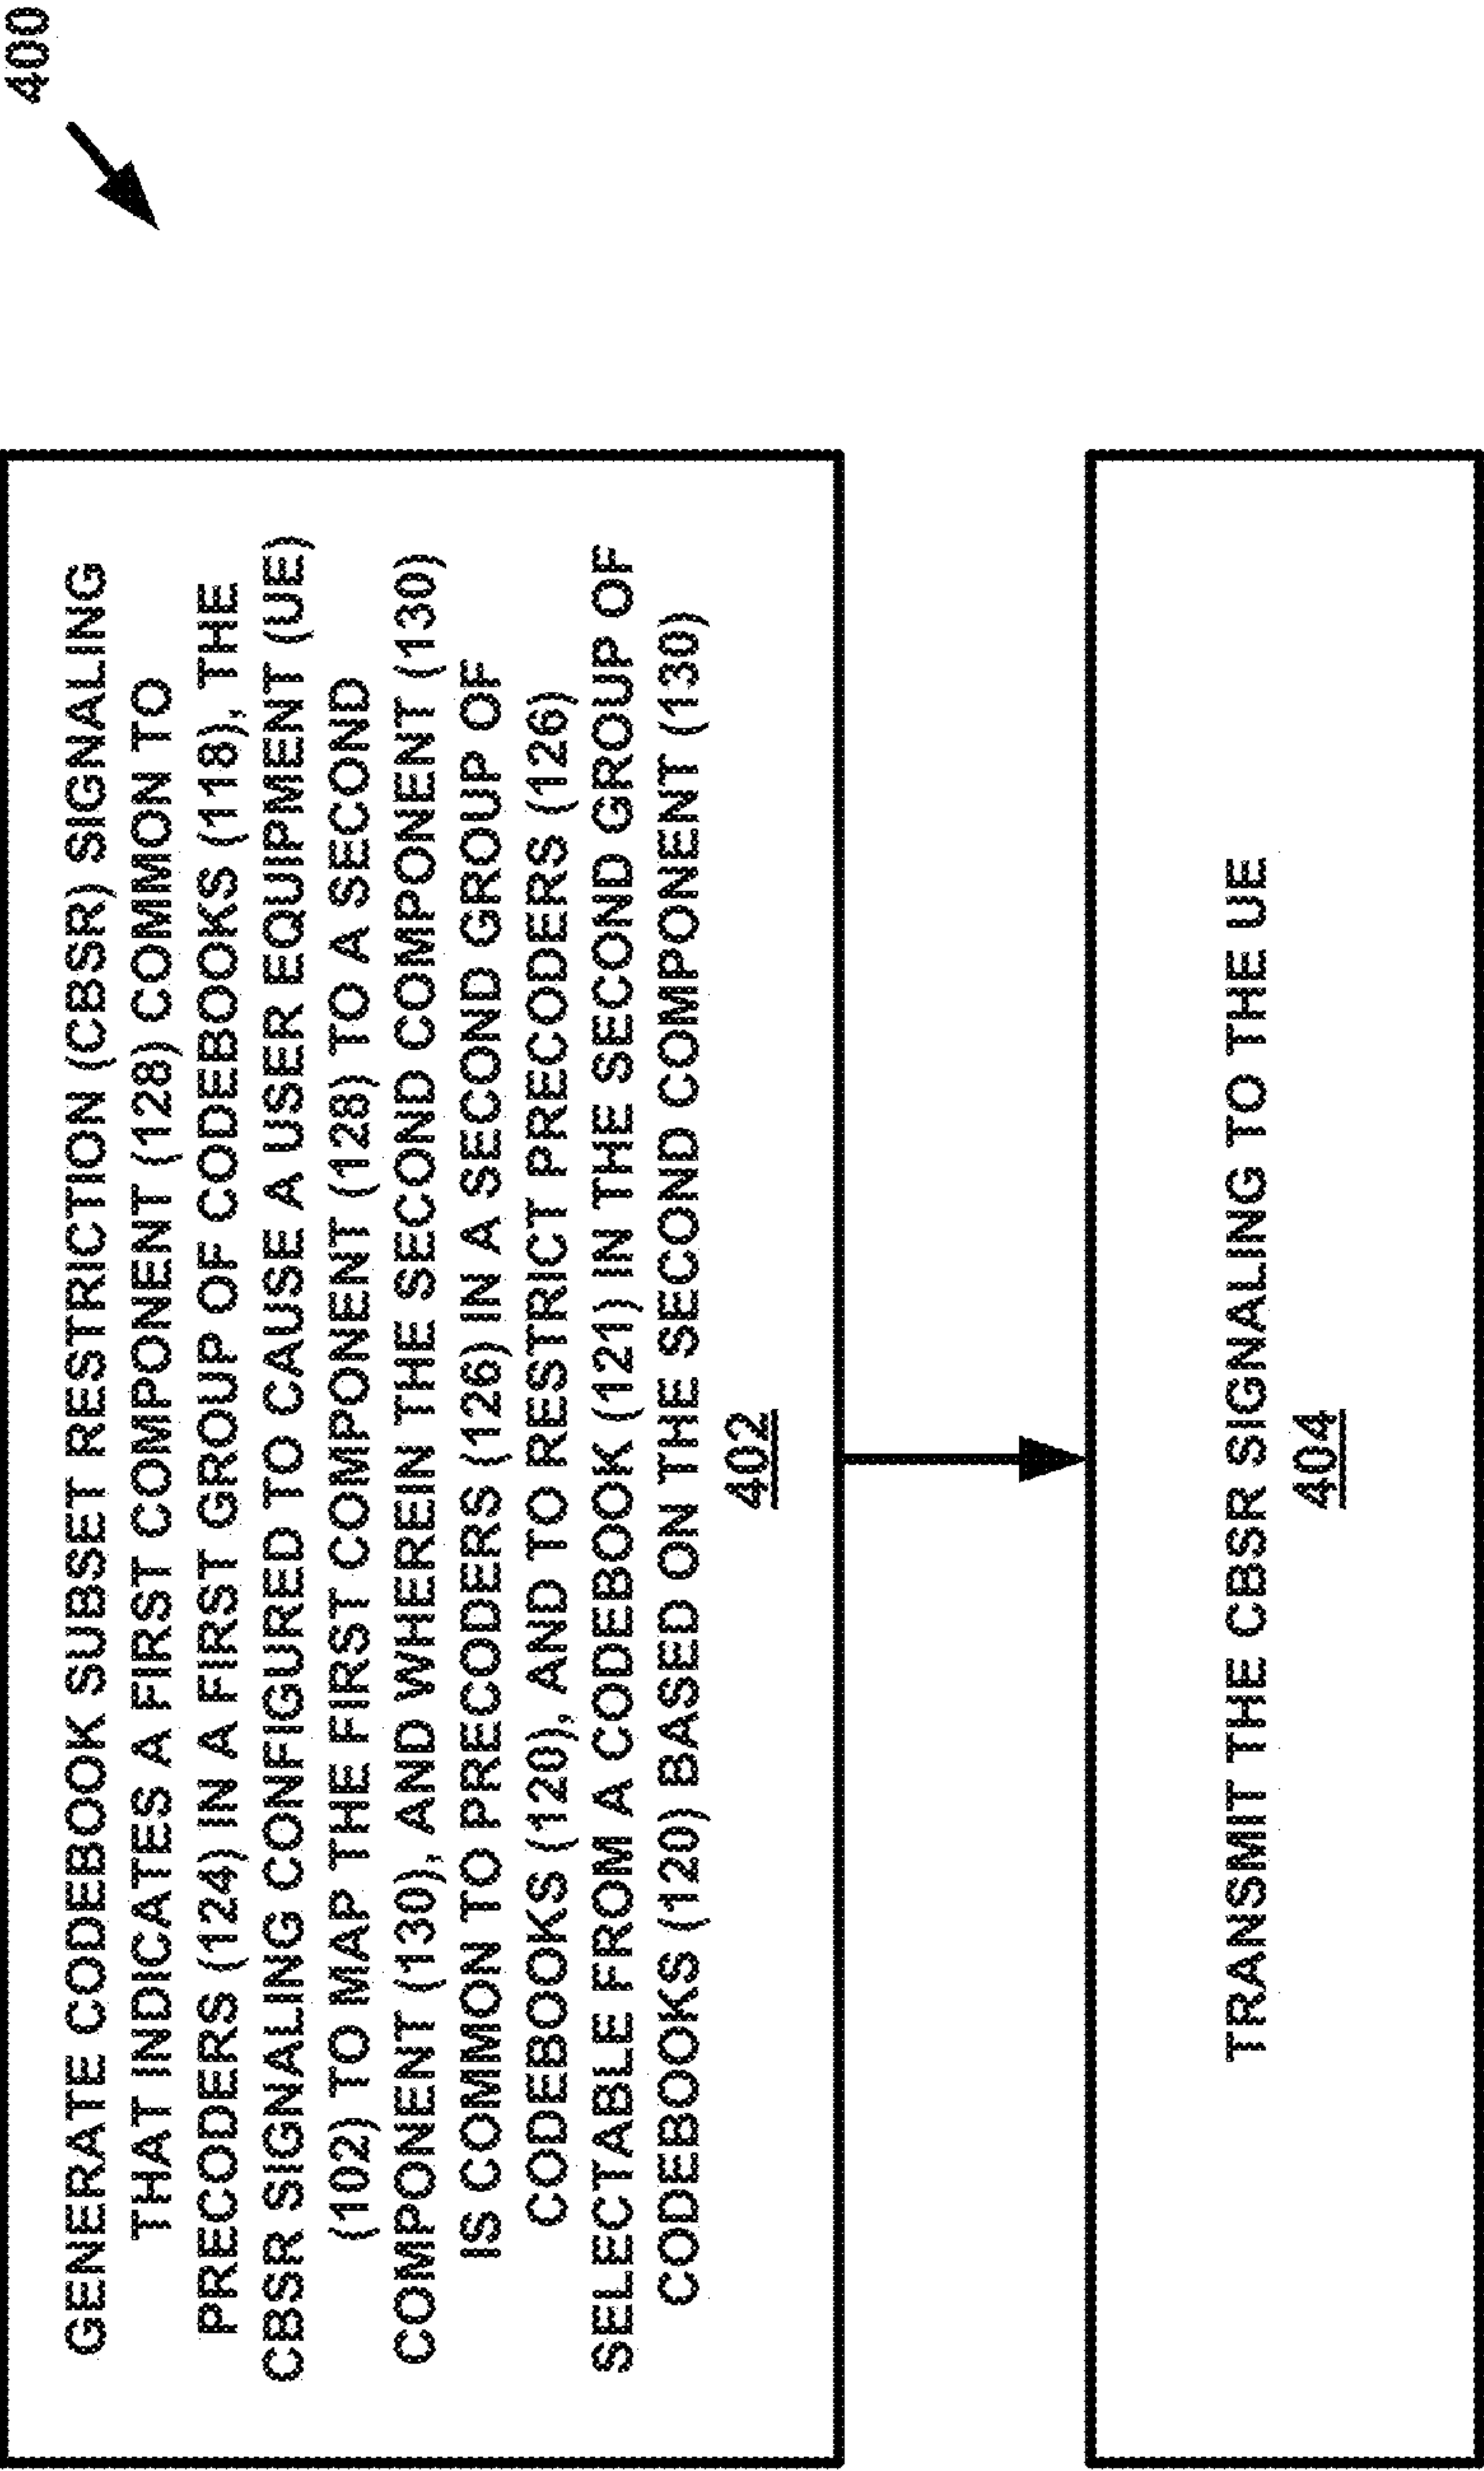 400
GENERATE CODEBOOK SUBSET RESTRICTION (CBSR) SIGNALING
THAT INDICATES A FIRST COMPONENT (128) COMMON TO
PRECODERS (124) IN A FIRST GROUP OF CODEBOOKS (118), THE
CBSR SIGNALING CONFIGURED TO CAUSE A USER EQUIPMENT (UE)
(102) TO MAP THE FIRST COMPONENT (128) TO A SECOND
COMPONENT (130), AND WHEREIN THE SECOND COMPONENT (130)
IS COMMON TO PRECODERS (126) IN A SECOND GROUP OF
CODEBOOKS (120), AND TO RESTRICT PRECODERS (126)
SELECTABLE FROM A CODEBOOK (121) IN THE SECOND GROUP OF
CODEBOOKS (120) BASED ON THE SECOND COMPONENT (130)
402
TRANSMIT THE CBSR SIGNALING TO THE UE
404